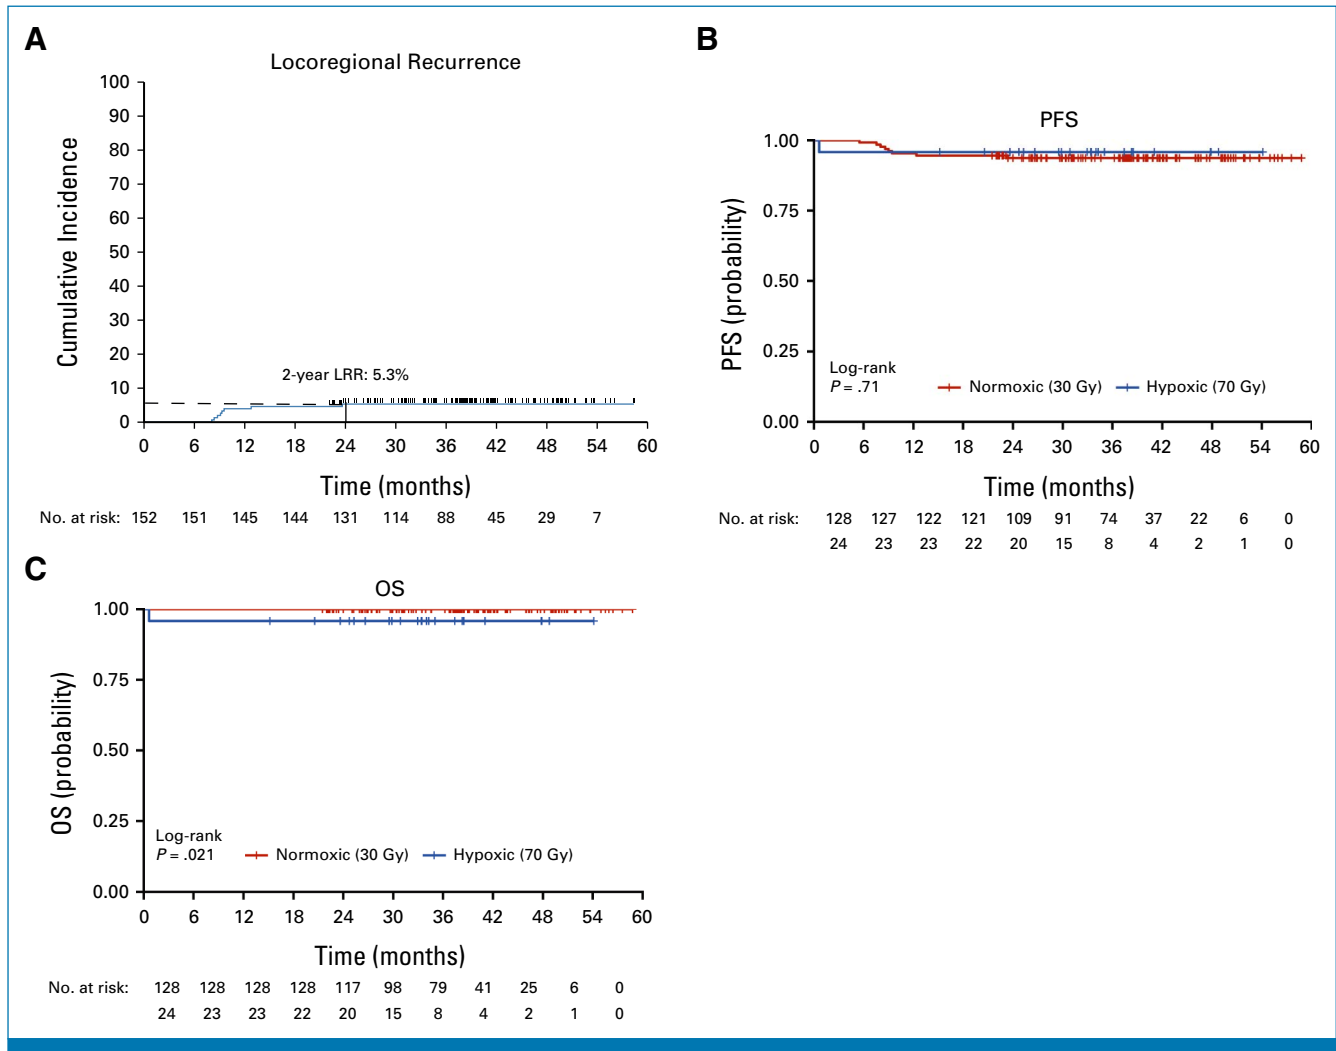 A
Locoregional Recurrence
Cumulative Incidence
100
90
80
70
60
50
40
30
20
10
0
2-year LRR: 5.3%
0 6 12 18 24 30 36 42 48 54 60
Time (months)
No. at risk: 152 151 145 144 131 114 88 45 29 7
B
PFS
PFS (probability)
1.00
0.75
0.50
0.25
0.00
Log-rank
P = .71
Normoxic (30 Gy) Hypoxic (70 Gy)
0 6 12 18 24 30 36 42 48 54 60
Time (months)
No. at risk: 128 127 122 121 109 91 74 37 22 6 0
24 23 23 22 20 15 8 4 2 1 0
C
OS
OS (probability)
1.00
0.75
0.50
0.25
0.00
Log-rank
P = .021
Normoxic (30 Gy) Hypoxic (70 Gy)
0 6 12 18 24 30 36 42 48 54 60
Time (months)
No. at risk: 128 128 128 128 117 98 79 41 25 6 0
24 23 23 22 20 15 8 4 2 1 0